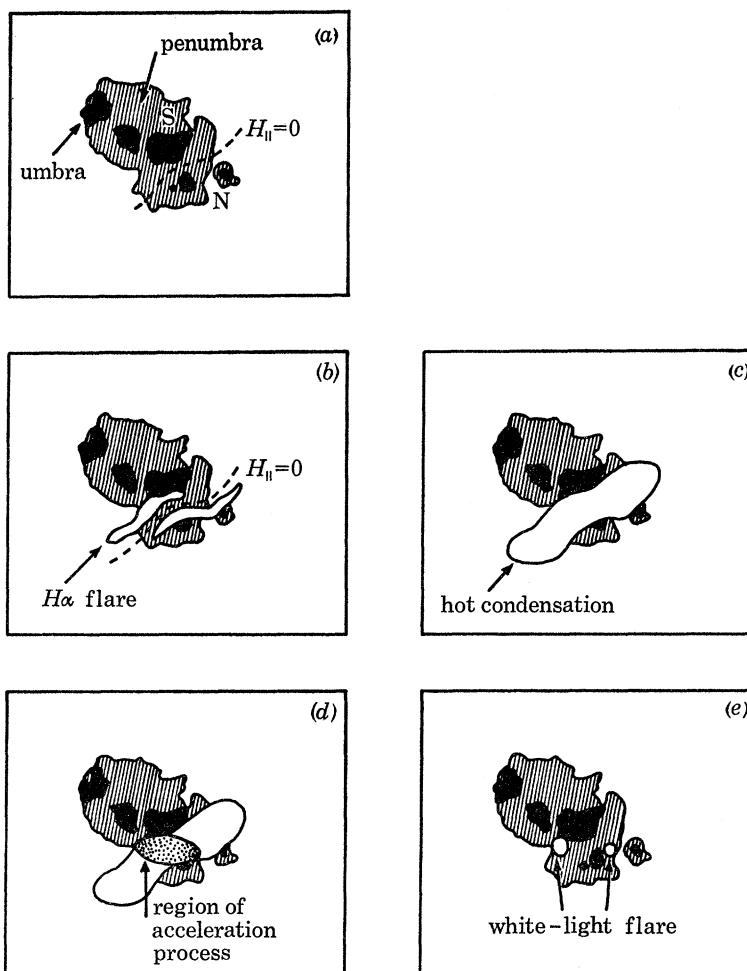 (a)
penumbra
S
H∥=0
umbra
N
(b)
H∥=0
Hα flare
(c)
hot condensation
(d)
region of
acceleration
process
(e)
white-light flare